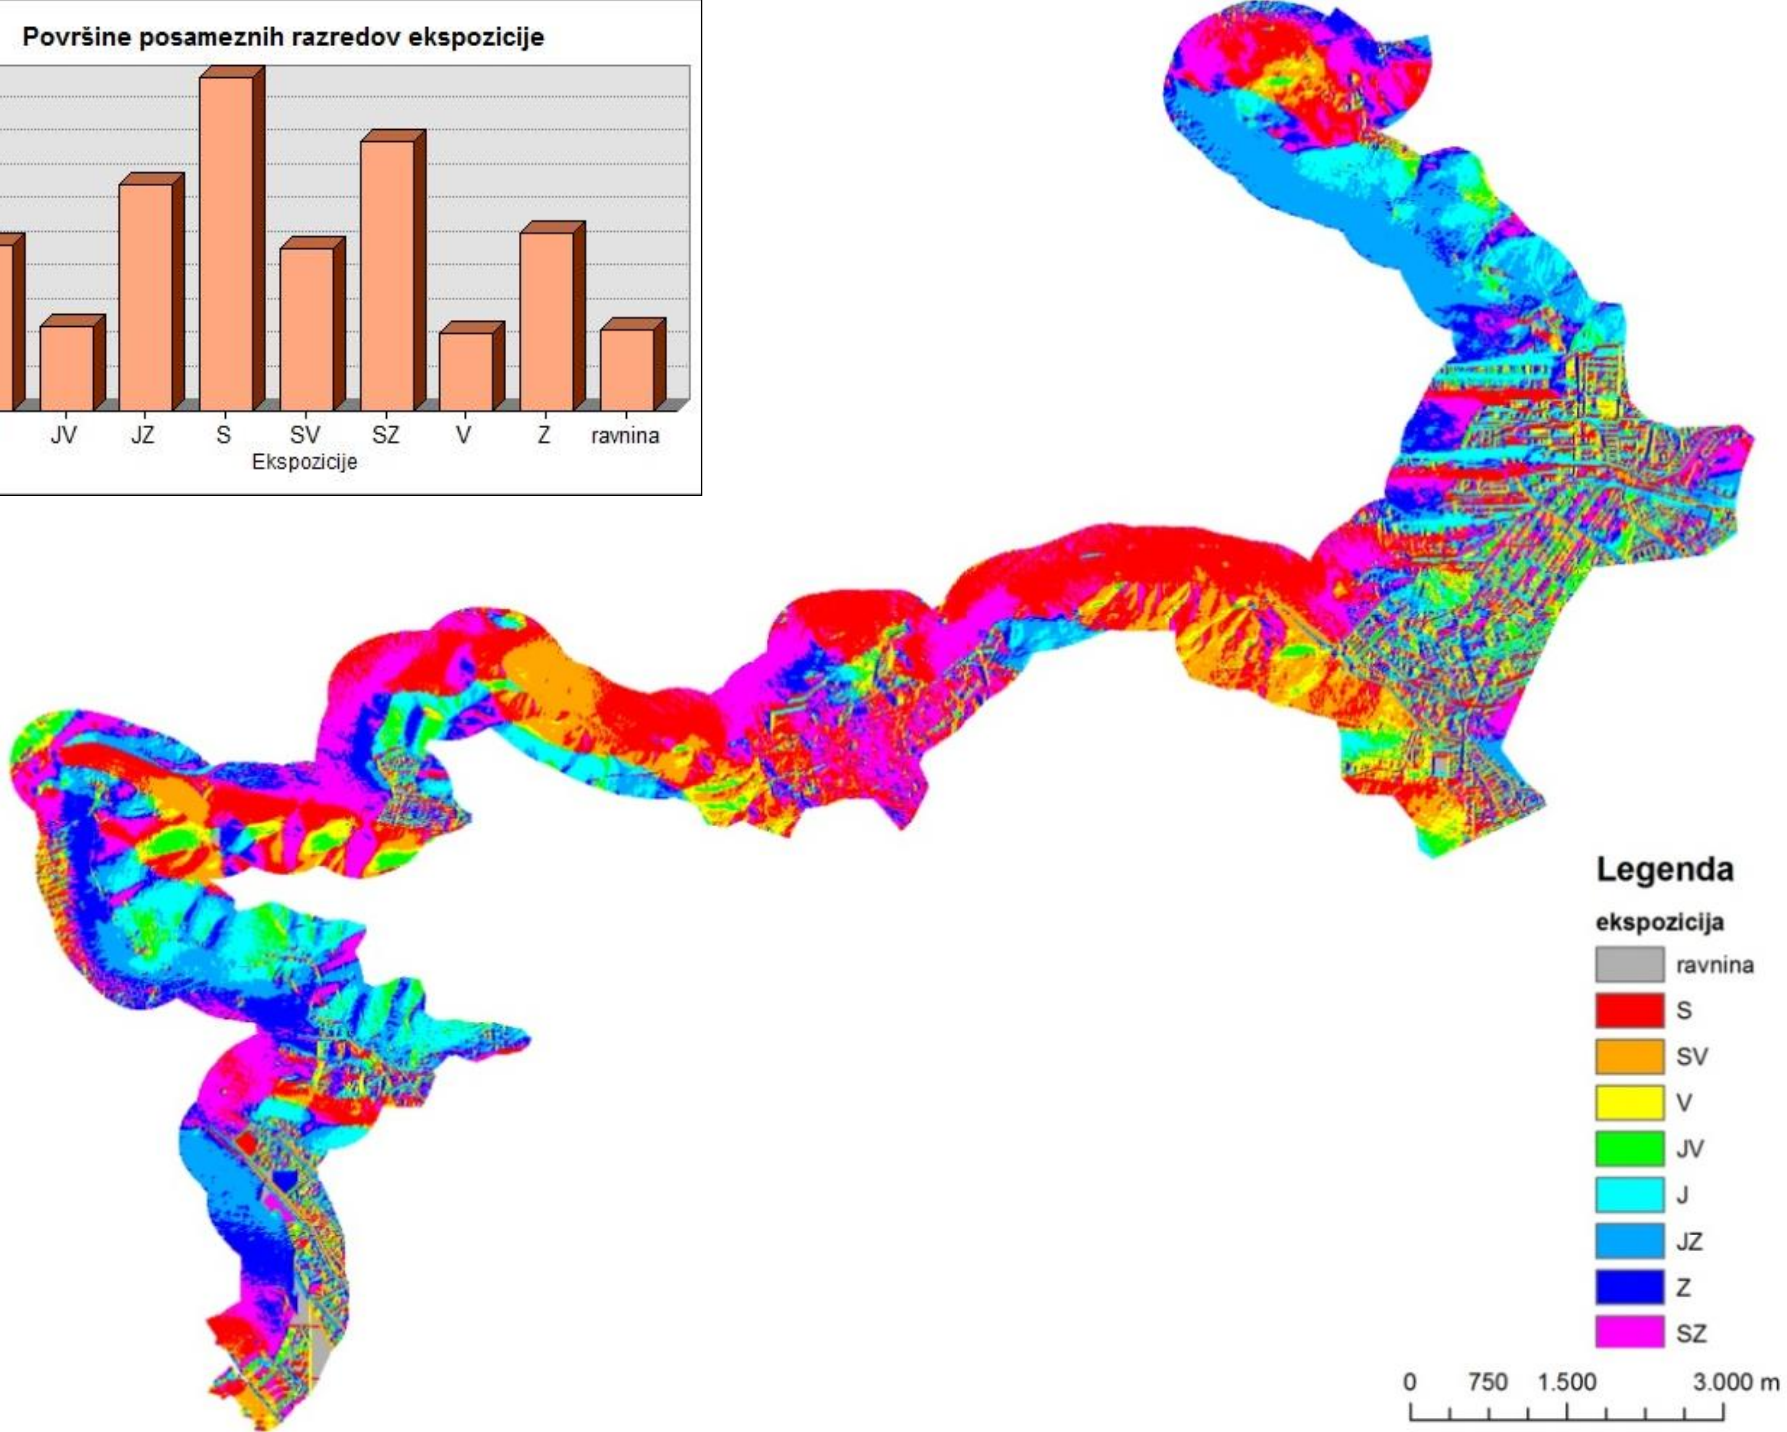 Površine posameznih razredov ekspozicije
JV JZ S SV SZ V Z ravnina
Ekspozicije
Legenda
ekspozicija
ravnina
S
SV
V
JV
J
JZ
Z
SZ
0 750 1.500 3.000 m